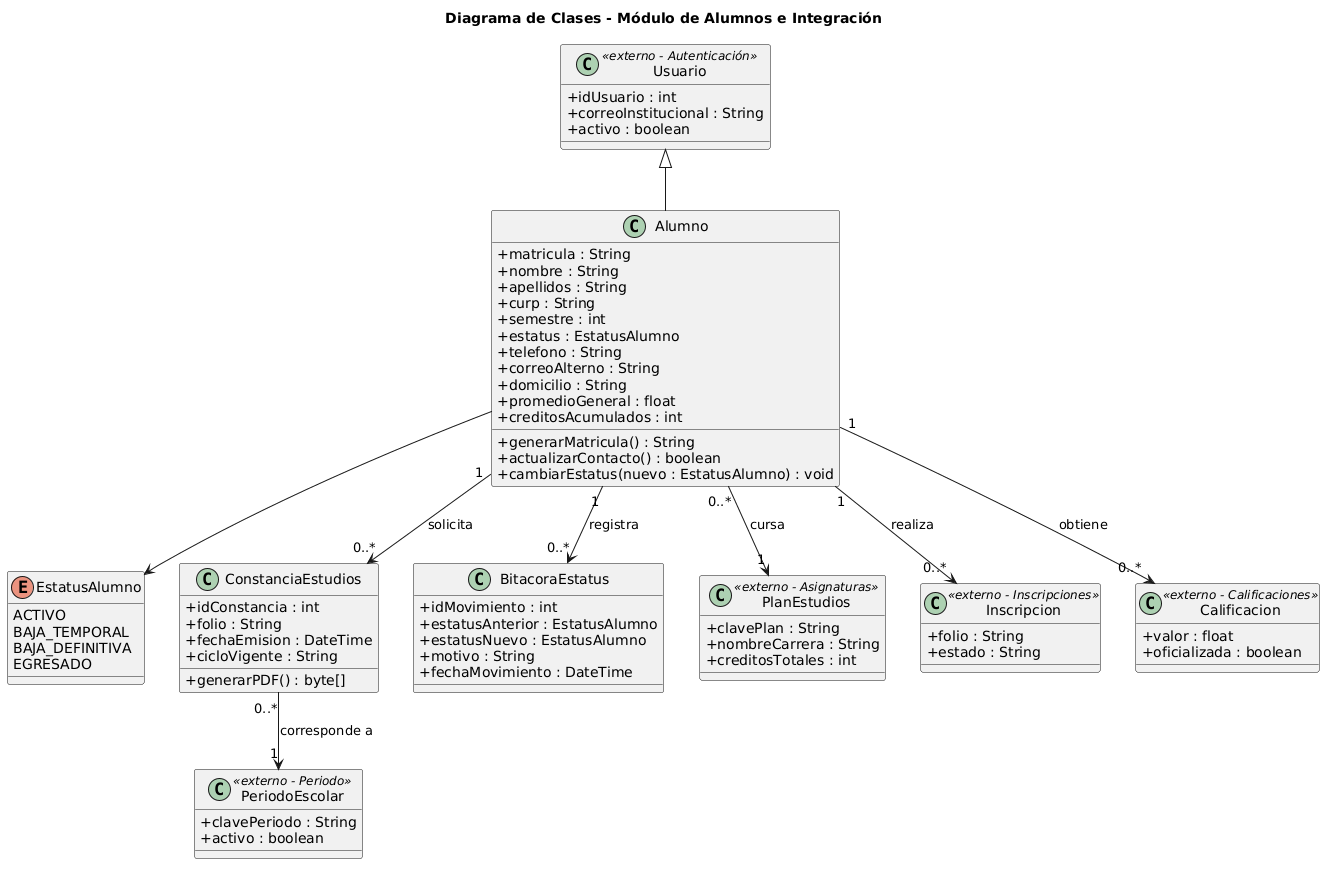 Diagrama de Clases - Módulo de Alumnos e Integración
C
«externo - Autenticación»
Usuario
+idUsuario : int
+correoInstitucional : String
+activo : boolean
C Alumno
+matricula : String
+nombre : String
+apellidos : String
+curp : String
+semestre : int
+estatus : EstatusAlumno
+telefono : String
+correoAlterno : String
+domicilio : String
+promedioGeneral : float
+creditosAcumulados : int
+generarMatricula() : String
+actualizarContacto() : boolean
+cambiarEstatus(nuevo : EstatusAlumno) : void
1
solicita
0..*
1
registra
0..*
0..*
cursa
1
1
realiza
0..*
1
obtiene
0..*
E EstatusAlumno
ACTIVO
BAJA_TEMPORAL
BAJA_DEFINITIVA
EGRESADO
C ConstanciaEstudios
+idConstancia : int
+folio : String
+fechaEmision : DateTime
+cicloVigente : String
+generarPDF() : byte[]
C BitacoraEstatus
+idMovimiento : int
+estatusAnterior : EstatusAlumno
+estatusNuevo : EstatusAlumno
+motivo : String
+fechaMovimiento : DateTime
C
«externo - Asignaturas»
PlanEstudios
+clavePlan : String
+nombreCarrera : String
+creditosTotales : int
C
«externo - Inscripciones»
Inscripcion
+folio : String
+estado : String
C
«externo - Calificaciones»
Calificacion
+valor : float
+oficializada : boolean
0..*
corresponde a
1
C
«externo - Periodo»
PeriodoEscolar
+clavePeriodo : String
+activo : boolean